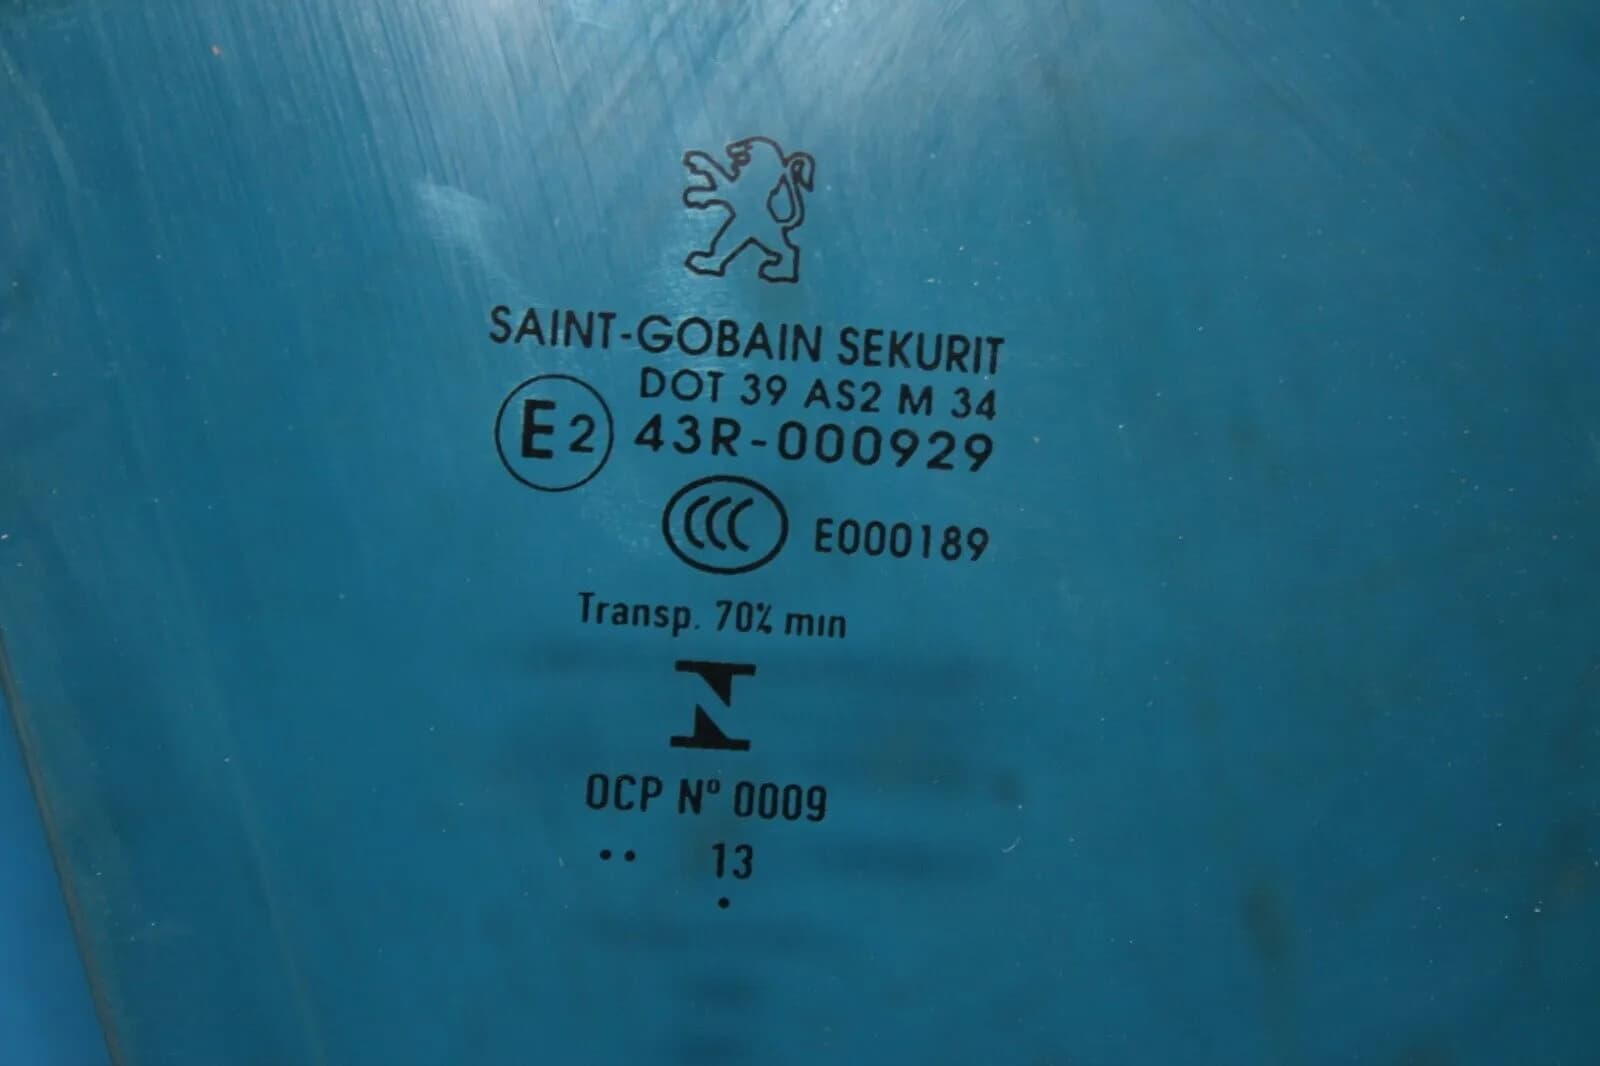 SAINT-GOBAIN SEKURIT
DOT 39 AS2 M 34
E2 43R-000929
CCC E000189
Transp. 70% min
OCP Nº 0009
.. 13
.